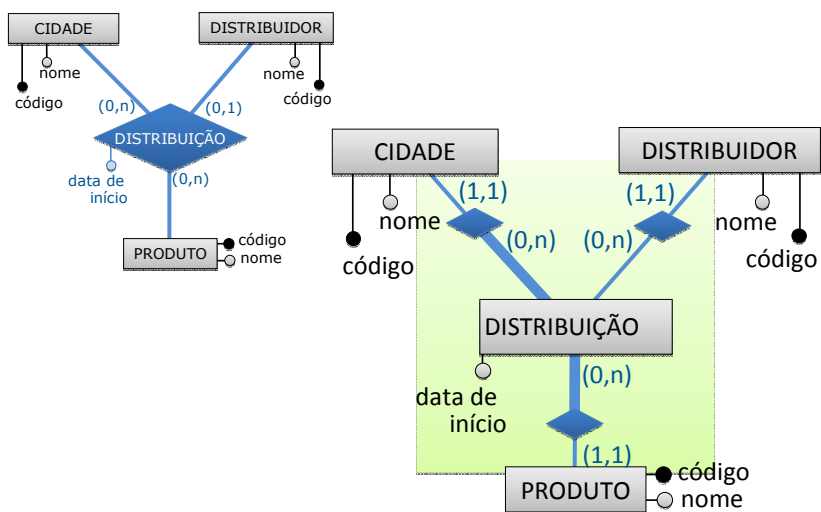 CIDADE
DISTRIBUIDOR
nome
código
nome
código
(0,n)
(0,1)
DISTRIBUIÇÃO
data de
início
(0,n)
PRODUTO
código
nome
CIDADE
DISTRIBUIDOR
(1,1)
(1,1)
nome
código
nome
código
(0,n)
(0,n)
DISTRIBUIÇÃO
data de
início
(0,n)
(1,1)
PRODUTO
código
nome